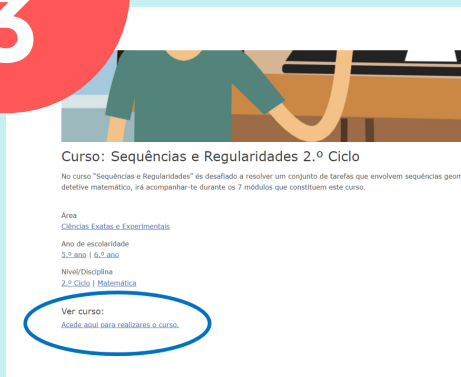 3
Curso: Sequências e Regularidades 2.º Ciclo
No curso "Sequências e Regularidades" és desafiado a resolver um conjunto de tarefas que envolvem sequências
detetive matemático, irá acompanhar-te durante os 7 módulos que constituem este curso.
Área
Ciências Exatas e Experimentais
Ano de escolaridade
5.º ano | 6.º ano
Nível/Disciplina
2.º Ciclo | Matemática
Ver curso:
Acede aqui para realizares o curso.